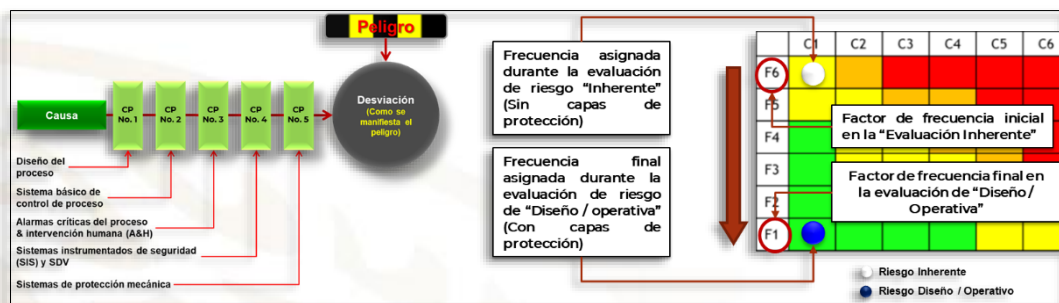 Peligro
Causa
CP
No. 1
CP
No. 2
CP
No. 3
CP
No. 4
CP
No. 5
Desviación
(Como se
manifiesta el
peligro)
Diseño del
proceso
Sistema básico de
control de proceso
Alarmas críticas del proceso
& intervención humana (A&H)
Sistemas instrumentados de seguridad
(SIS) y SDV
Sistemas de protección mecánica
Frecuencia
asignada
durante la evaluación de
riesgo “Inherente”
(Sin capas de
protección)
Frecuencia final
asignada durante la
evaluación de riesgo
de “Diseño / operativa”
(Con capas de
protección)
C1 C2 C3 C4 C5 C6
F6
F5
F4
F3
F2
F1
Factor de frecuencia inicial
en la “Evaluación Inherente”
Factor de frecuencia final en
la evaluación de “Diseño /
Operativa”
Riesgo Inherente
Riesgo Diseño / Operativo